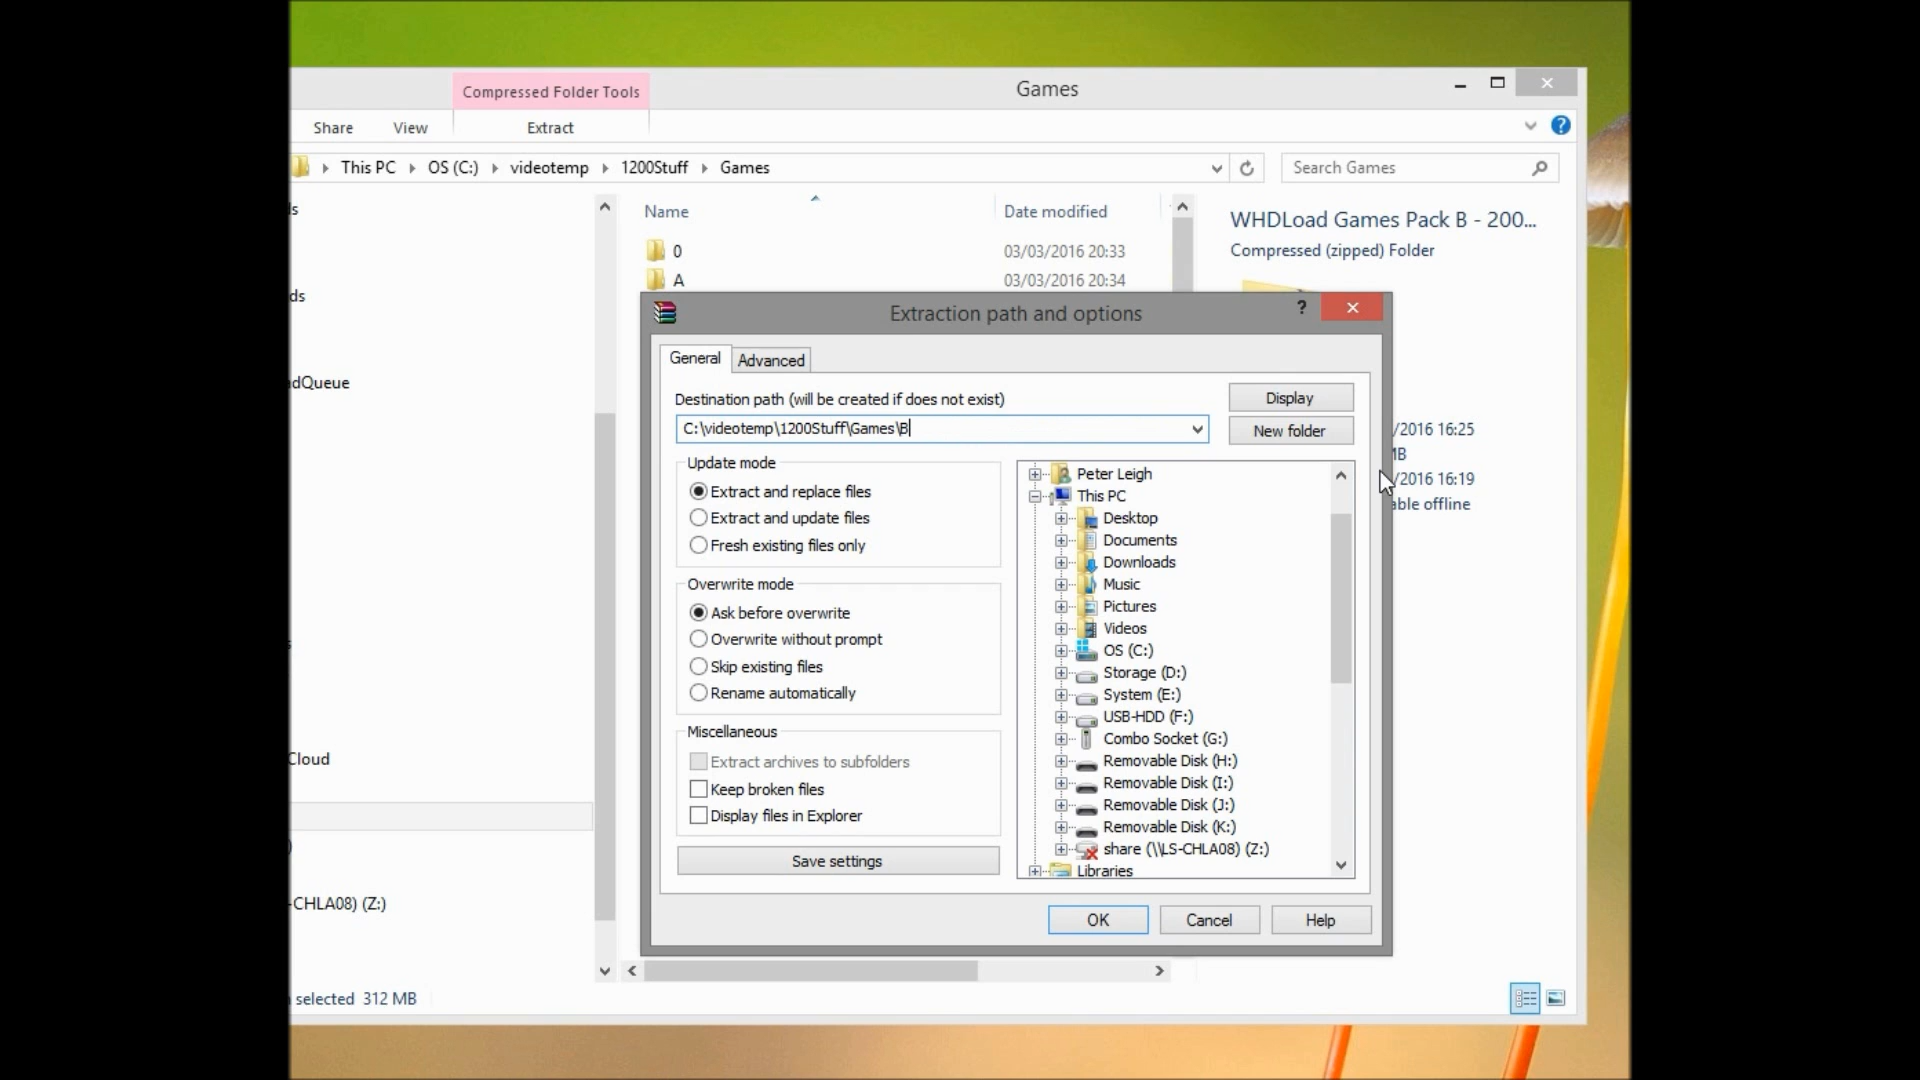 Compressed Folder Tools
Games
Share
View
Extract
This PC
OS (C:)
videotemp
1200Stuff
Games
Search Games
ls
ds
adQueue
Cloud
-CHLA08) (Z:)
selected 312 MB
Name
Date modified
0
03/03/2016 20:33
A
03/03/2016 20:34
WHDLoad Games Pack B - 200...
Compressed (zipped) Folder
/2016 16:25
MB
/2016 16:19
able offline
Extraction path and options
?
General
Advanced
Destination path (will be created if does not exist)
C:\videotemp\1200Stuff\Games\B
Display
New folder
Update mode
Extract and replace files
Extract and update files
Fresh existing files only
Overwrite mode
Ask before overwrite
Overwrite without prompt
Skip existing files
Rename automatically
Miscellaneous
Extract archives to subfolders
Keep broken files
Display files in Explorer
Save settings
Peter Leigh
This PC
Desktop
Documents
Downloads
Music
Pictures
Videos
OS (C:)
Storage (D:)
System (E:)
USB-HDD (F:)
Combo Socket (G:)
Removable Disk (H:)
Removable Disk (I:)
Removable Disk (J:)
Removable Disk (K:)
share (\\LS-CHLA08) (Z:)
Libraries
OK
Cancel
Help